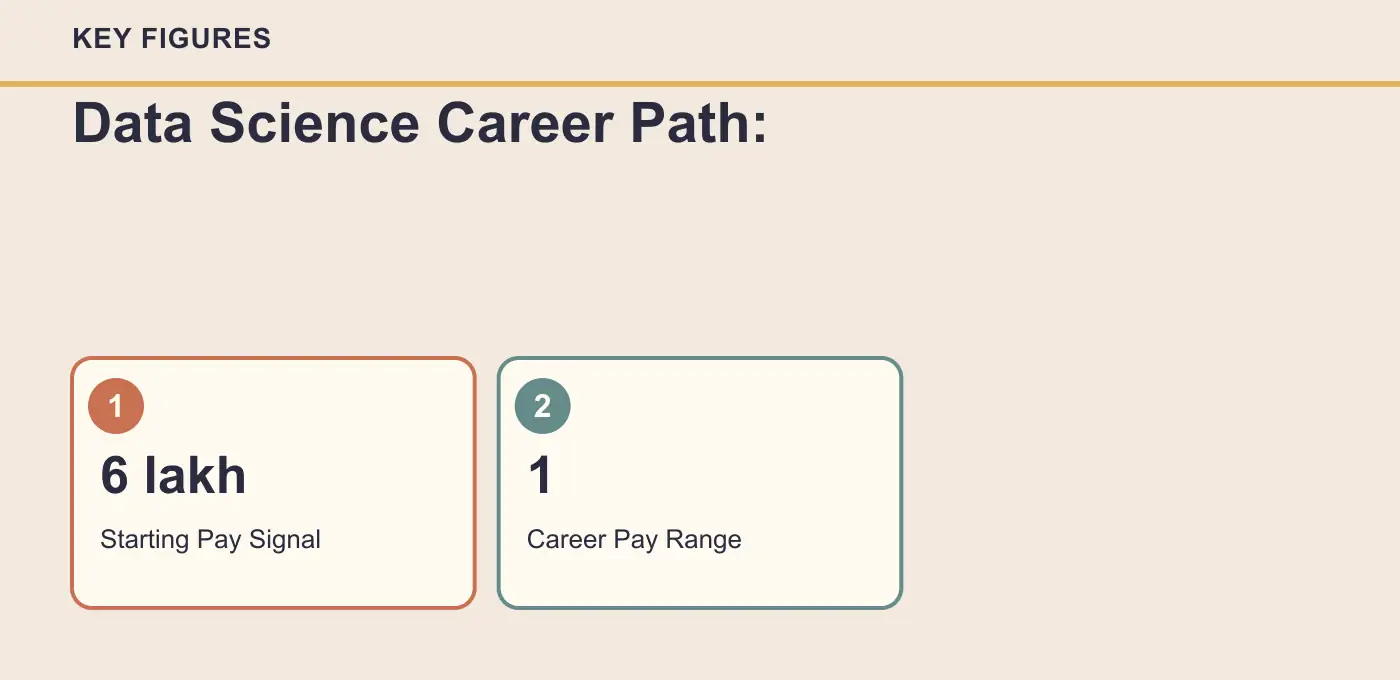 KEY FIGURES
Data Science Career Path:
1
6 lakh
Starting Pay Signal
2
1
Career Pay Range